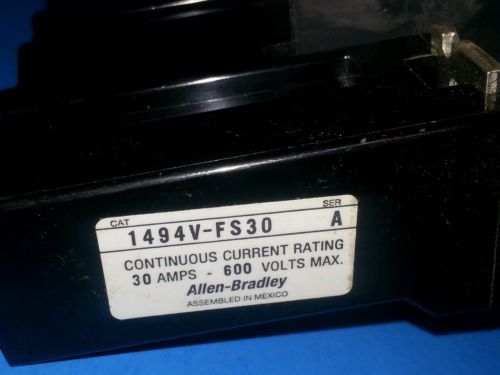 CAT SER
1494V-FS30 A
CONTINUOUS CURRENT RATING
30 AMPS - 600 VOLTS MAX.
Allen-Bradley
ASSEMBLED IN MEXICO